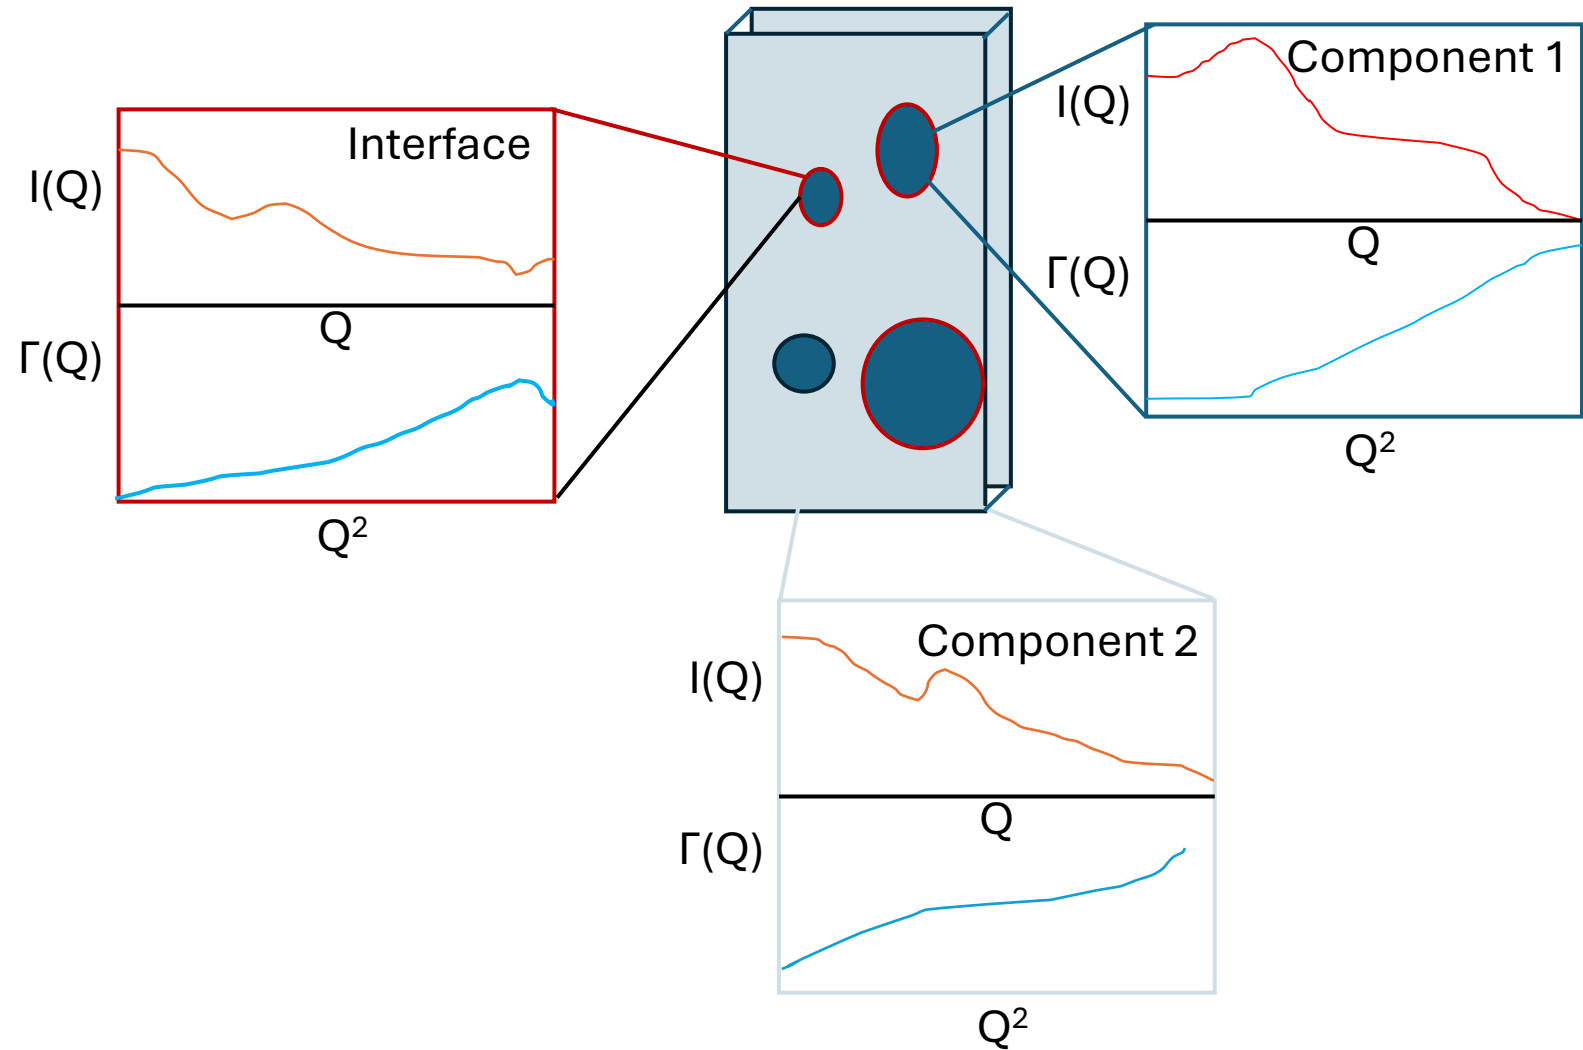 Interface
I(Q)
Q
Γ(Q)
Q²
Component 1
I(Q)
Q
Γ(Q)
Q²
Component 2
I(Q)
Q
Γ(Q)
Q²